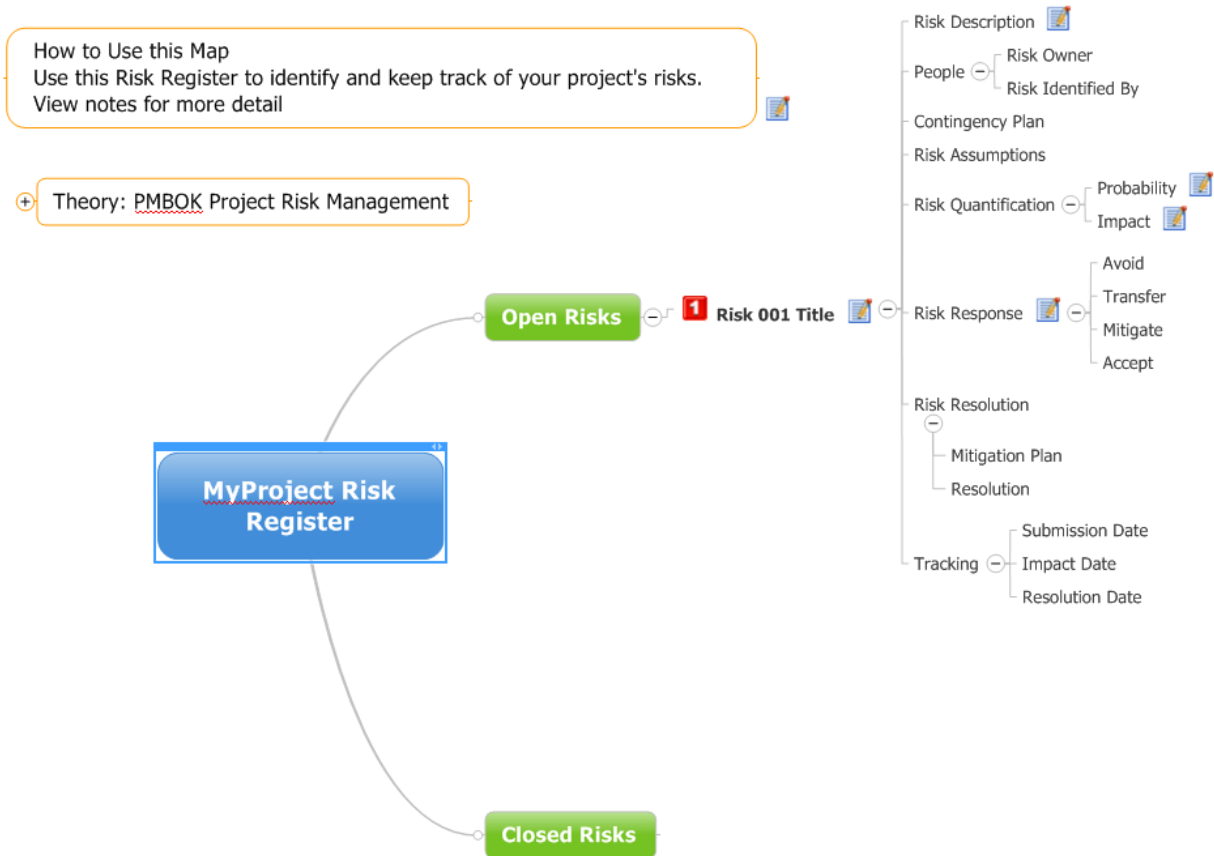 How to Use this Map
Use this Risk Register to identify and keep track of your project's risks.
View notes for more detail
Theory: PMBOK Project Risk Management
MyProject Risk
Register
Open Risks
1
Risk 001 Title
Risk Description
People
Risk Owner
Risk Identified By
Contingency Plan
Risk Assumptions
Risk Quantification
Probability
Impact
Risk Response
Avoid
Transfer
Mitigate
Accept
Risk Resolution
Mitigation Plan
Resolution
Tracking
Submission Date
Impact Date
Resolution Date
Closed Risks